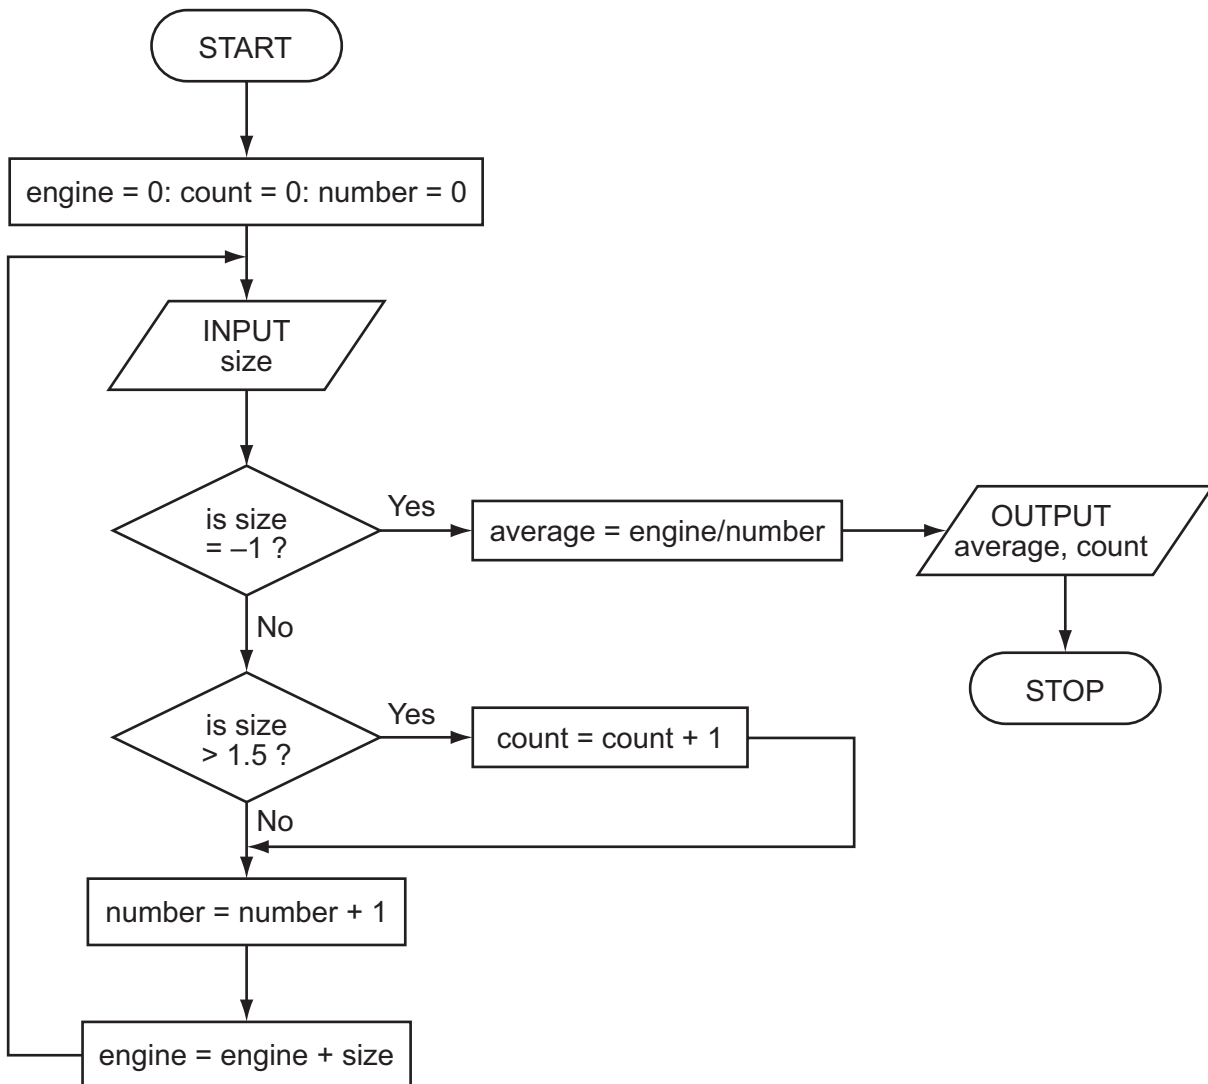 START
engine = 0: count = 0: number = 0
INPUT
size
is size
= –1 ?
Yes
average = engine/number
OUTPUT
average, count
No
STOP
is size
> 1.5 ?
Yes
count = count + 1
No
number = number + 1
engine = engine + size